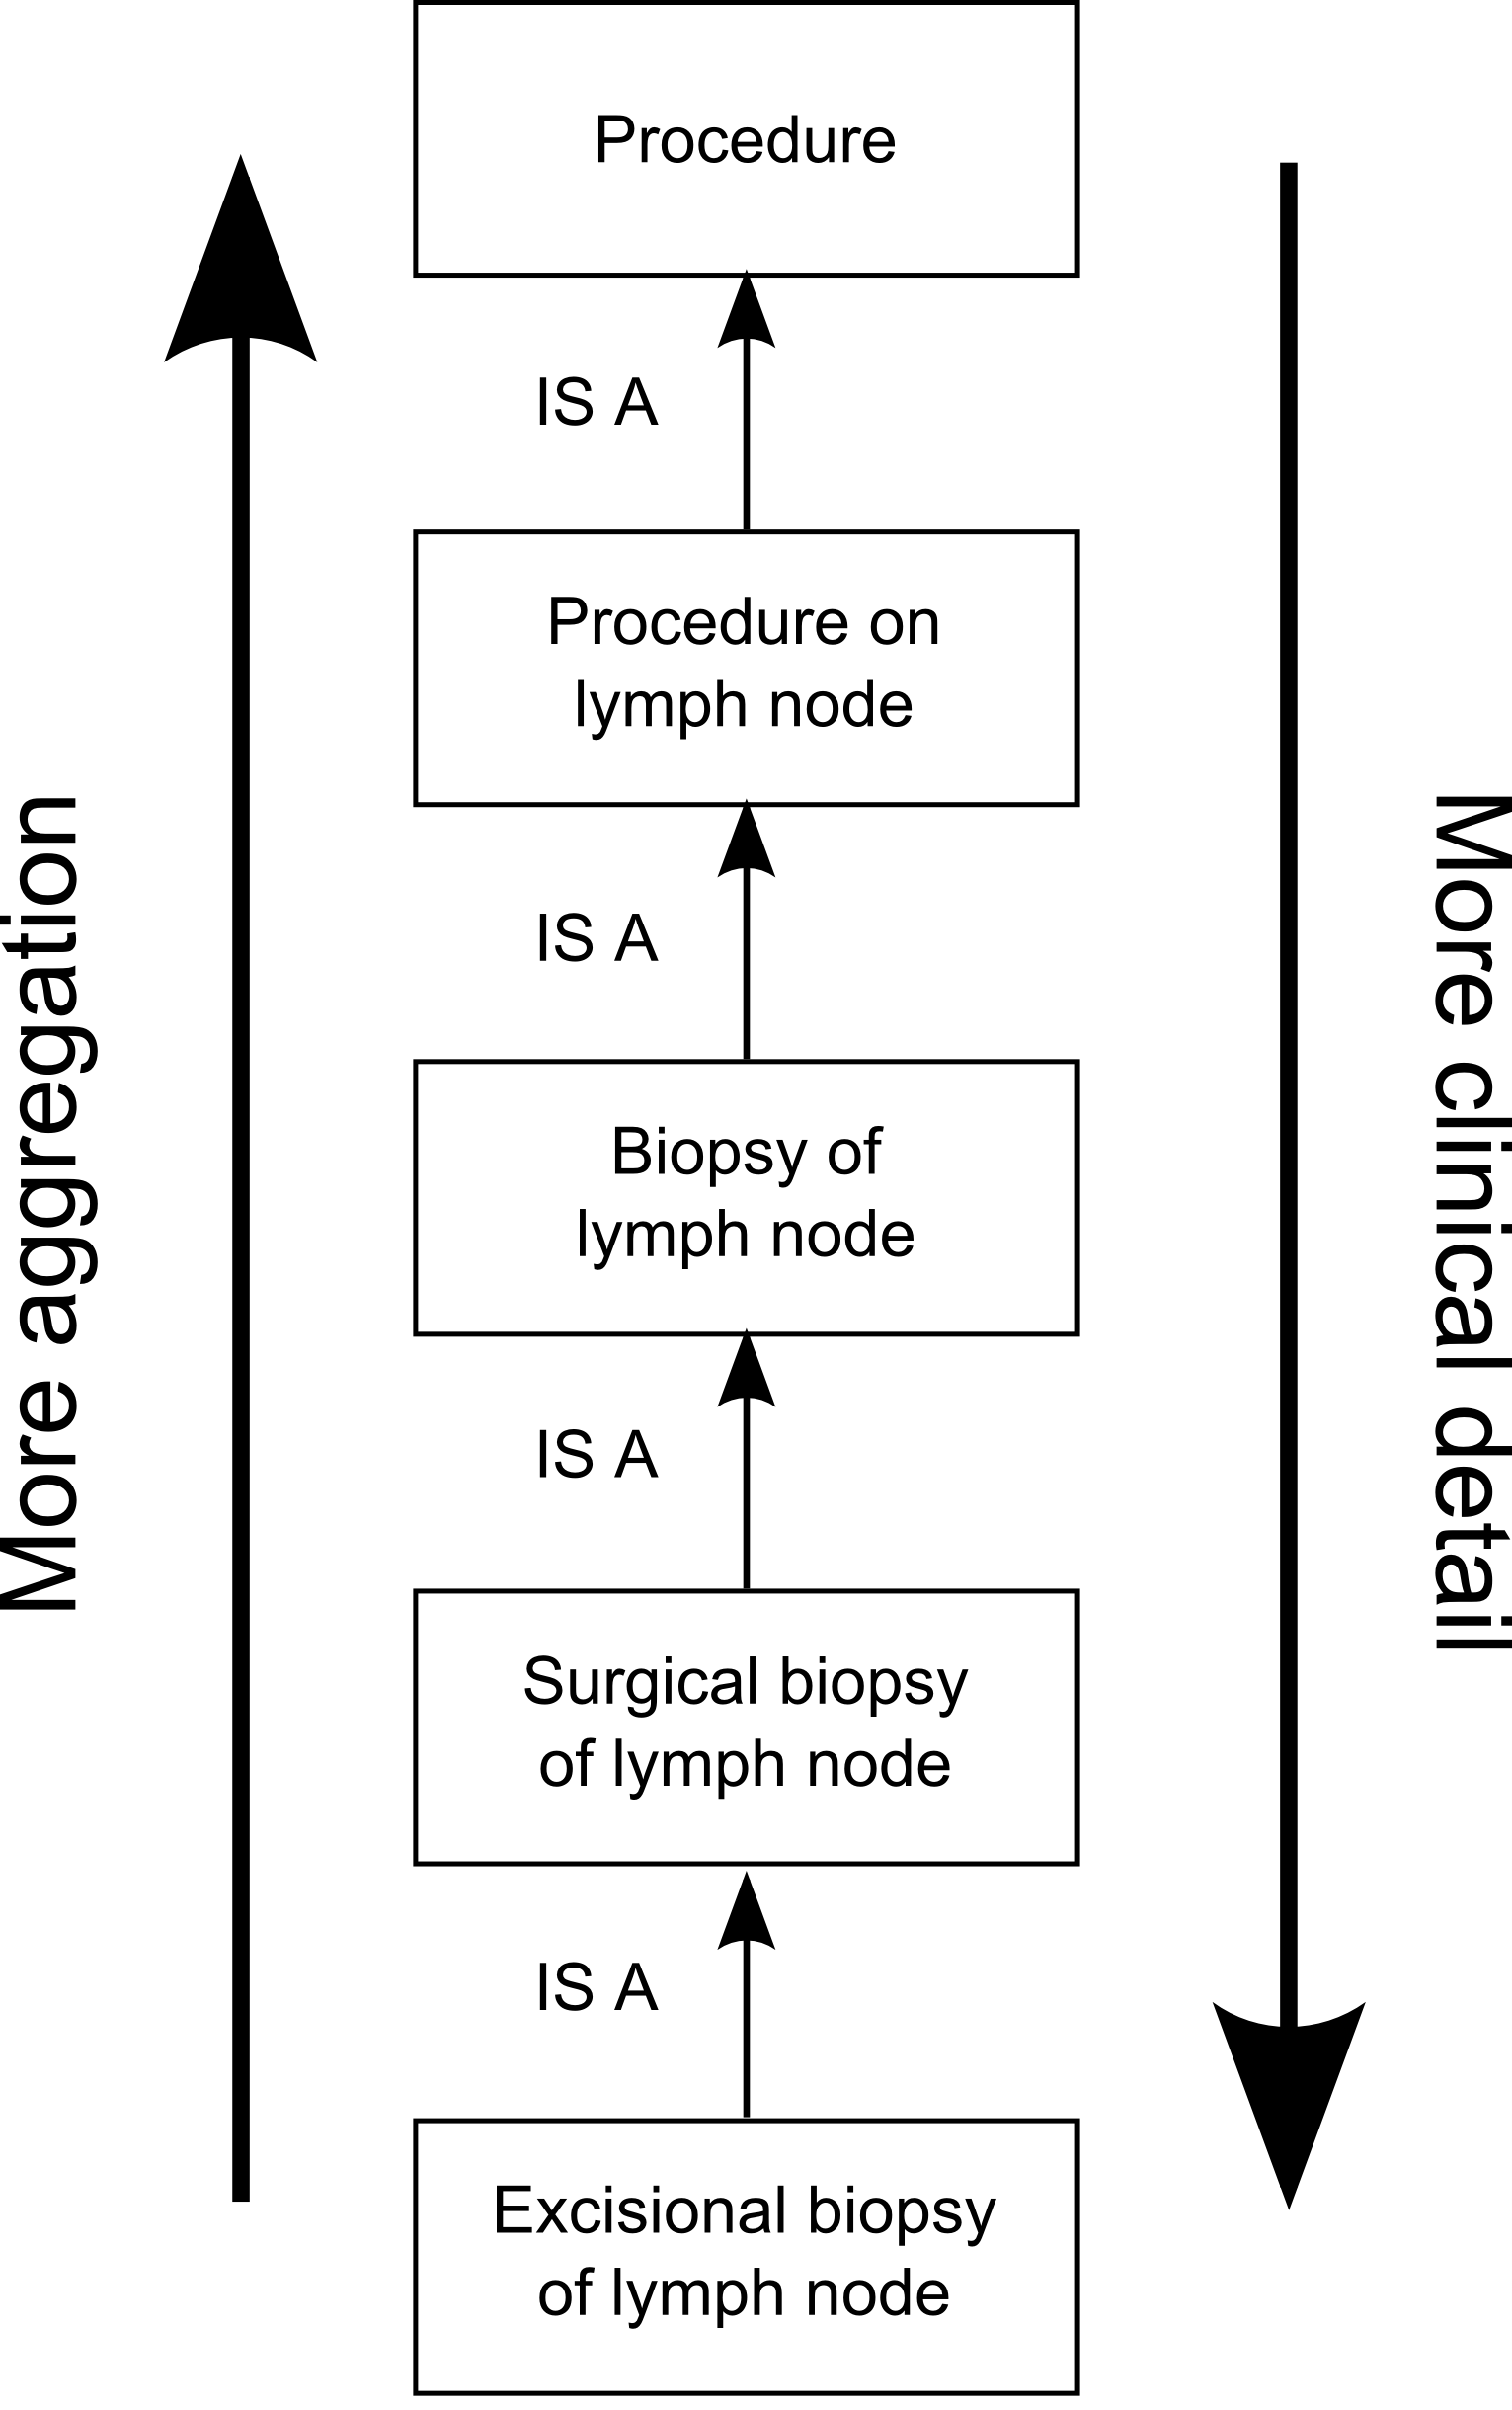 Procedure
IS A
Procedure on
lymph node
IS A
Biopsy of
lymph node
IS A
Surgical biopsy
of lymph node
IS A
Excisional biopsy
of lymph node
More aggregation
More clinical detail